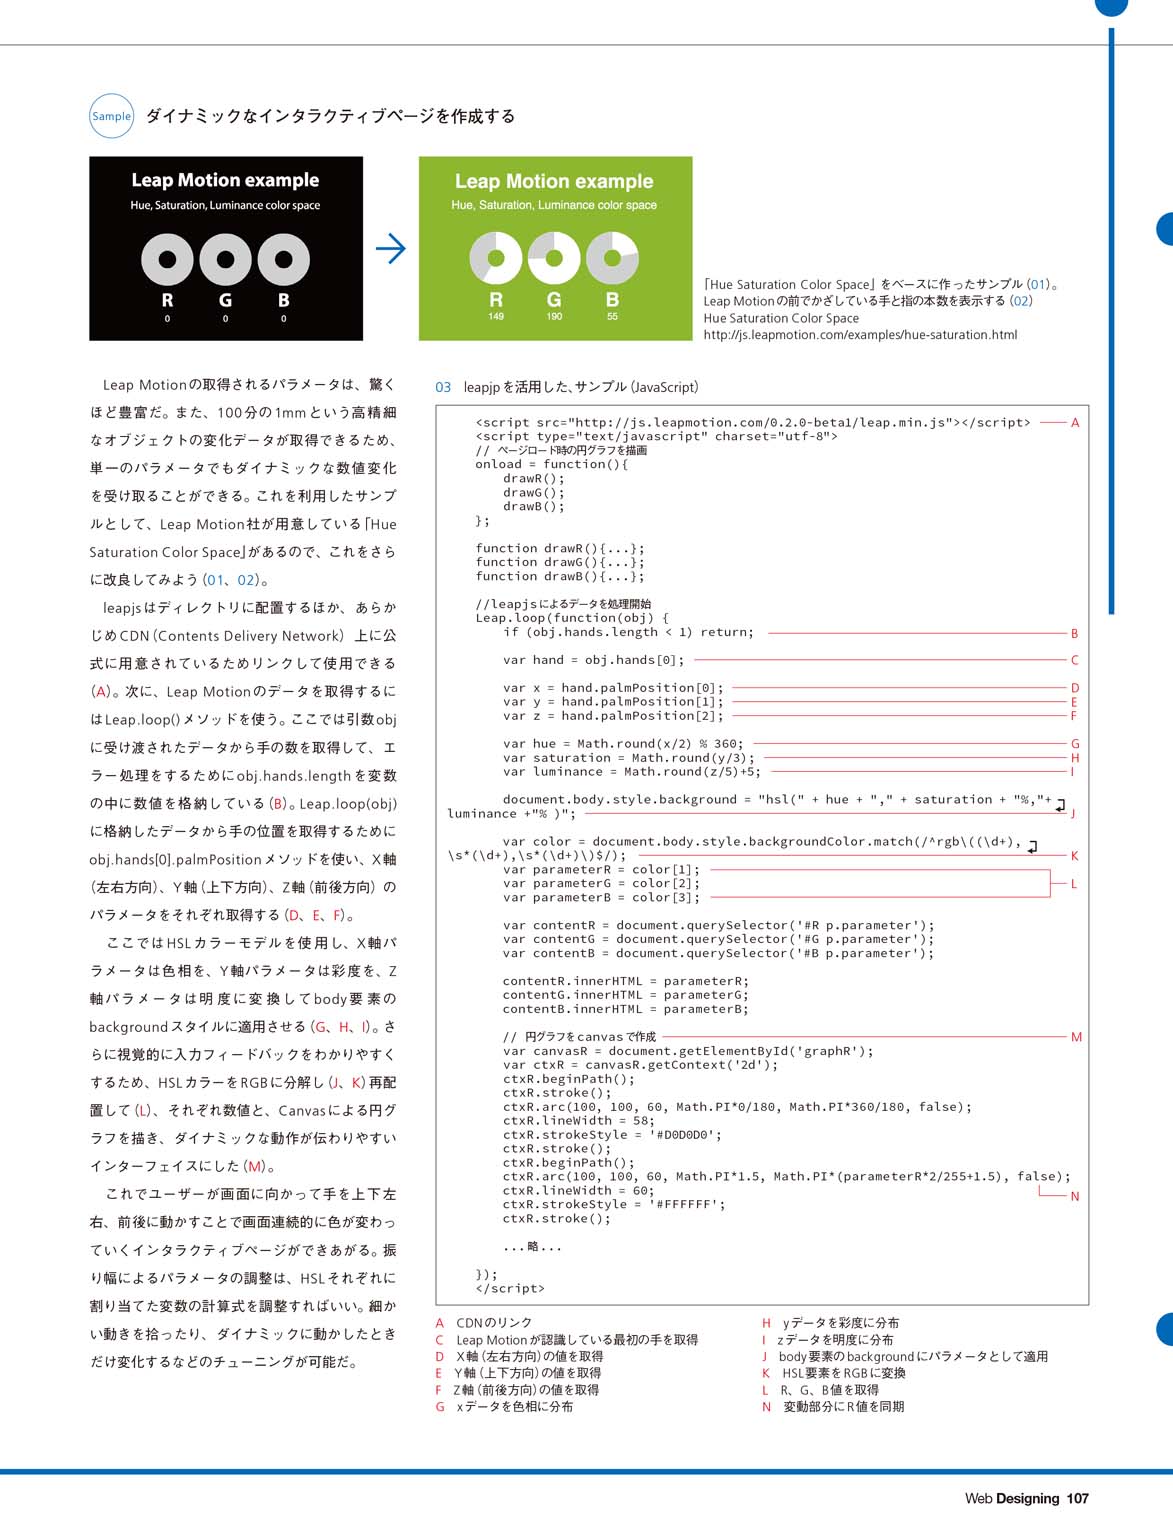 Sample ダイナミックなインタラクティブページを作成する
Leap Motion example
Hue, Saturation, Luminance color space
R G B
0 0 0
Leap Motion example
Hue, Saturation, Luminance color space
R G B
149 190 55
「Hue Saturation Color Space」をベースに作ったサンプル（01）。
Leap Motionの前でかざしている手と指の本数を表示する（02）
Hue Saturation Color Space
http://js.leapmotion.com/examples/hue-saturation.html
Leap Motionの取得されるパラメータは、驚く
ほど豊富だ。また、100分の1mmという高精細
なオブジェクトの変化データが取得できるため、
単一のパラメータでもダイナミックな数値変化
を受け取ることができる。これを利用したサンプ
ルとして、Leap Motion社が用意している「Hue
Saturation Color Space」があるので、これをさら
に改良してみよう（01、02）。
leapjsはディレクトリに配置するほか、あらか
じめCDN（Contents Delivery Network）上に公
式に用意されているためリンクして使用できる
（A）。次に、Leap Motionのデータを取得するに
はLeap.loop()メソッドを使う。ここでは引数obj
に受け渡されたデータから手の数を取得して、エ
ラー処理をするためにobj.hands.lengthを変数
の中に数値を格納している（B）。Leap.loop(obj)
に格納したデータから手の位置を取得するために
obj.hands[0].palmPositionメソッドを使い、X軸
（左右方向）、Y軸（上下方向）、Z軸（前後方向）の
パラメータをそれぞれ取得する（D、E、F）。
ここではHSLカラーモデルを使用し、X軸パ
ラメータは色相を、Y軸パラメータは彩度を、Z
軸パラメータは明度に変換してbody要素の
backgroundスタイルに適用させる（G、H、I）。さ
らに視覚的に入力フィードバックをわかりやすく
するため、HSLカラーをRGBに分解し（J、K）再配
置して（L）、それぞれ数値と、Canvasによる円グ
ラフを描き、ダイナミックな動作が伝わりやすい
インターフェイスにした（M）。
これでユーザーが画面に向かって手を上下左
右、前後に動かすことで画面連続的に色が変わっ
ていくインタラクティブページができあがる。振
り幅によるパラメータの調整は、HSLそれぞれに
割り当てた変数の計算式を調整すればいい。細か
い動きを拾ったり、ダイナミックに動かしたとき
だけ変化するなどのチューニングが可能だ。
03 leapjpを活用した、サンプル（JavaScript）
<script src="http://js.leapmotion.com/0.2.0-beta1/leap.min.js"></script> A
<script type="text/javascript" charset="utf-8">
// ページロード時の円グラフを描画
onload = function(){
drawR();
drawG();
drawB();
};
function drawR(){...};
function drawG(){...};
function drawB(){...};
//leapjsによるデータを処理開始
Leap.loop(function(obj) {
if (obj.hands.length < 1) return; B
var hand = obj.hands[0]; C
var x = hand.palmPosition[0]; D
var y = hand.palmPosition[1]; E
var z = hand.palmPosition[2]; F
var hue = Math.round(x/2) % 360; G
var saturation = Math.round(y/3); H
var luminance = Math.round(z/5)+5; I
document.body.style.background = "hsl(" + hue + "," + saturation + "%,"+
luminance +"% )"; J
var color = document.body.style.backgroundColor.match(/^rgb\((\d+),
\s*(\d+),\s*(\d+)\)$/); K
var parameterR = color[1];
var parameterG = color[2]; L
var parameterB = color[3];
var contentR = document.querySelector('#R p.parameter');
var contentG = document.querySelector('#G p.parameter');
var contentB = document.querySelector('#B p.parameter');
contentR.innerHTML = parameterR;
contentG.innerHTML = parameterG;
contentB.innerHTML = parameterB;
// 円グラフをcanvasで作成 M
var canvasR = document.getElementById('graphR');
var ctxR = canvasR.getContext('2d');
ctxR.beginPath();
ctxR.stroke();
ctxR.arc(100, 100, 60, Math.PI*0/180, Math.PI*360/180, false);
ctxR.lineWidth = 58;
ctxR.strokeStyle = '#D0D0D0';
ctxR.stroke();
ctxR.beginPath();
ctxR.arc(100, 100, 60, Math.PI*1.5, Math.PI*(parameterR*2/255+1.5), false);
ctxR.lineWidth = 60; N
ctxR.strokeStyle = '#FFFFFF';
ctxR.stroke();
...略...
});
</script>
A CDNのリンク
C Leap Motionが認識している最初の手を取得
D X軸（左右方向）の値を取得
E Y軸（上下方向）の値を取得
F Z軸（前後方向）の値を取得
G xデータを色相に分布
H yデータを彩度に分布
I zデータを明度に分布
J body要素のbackgroundにパラメータとして適用
K HSL要素をRGBに変換
L R、G、B値を取得
N 変動部分にR値を同期
Web Designing 107